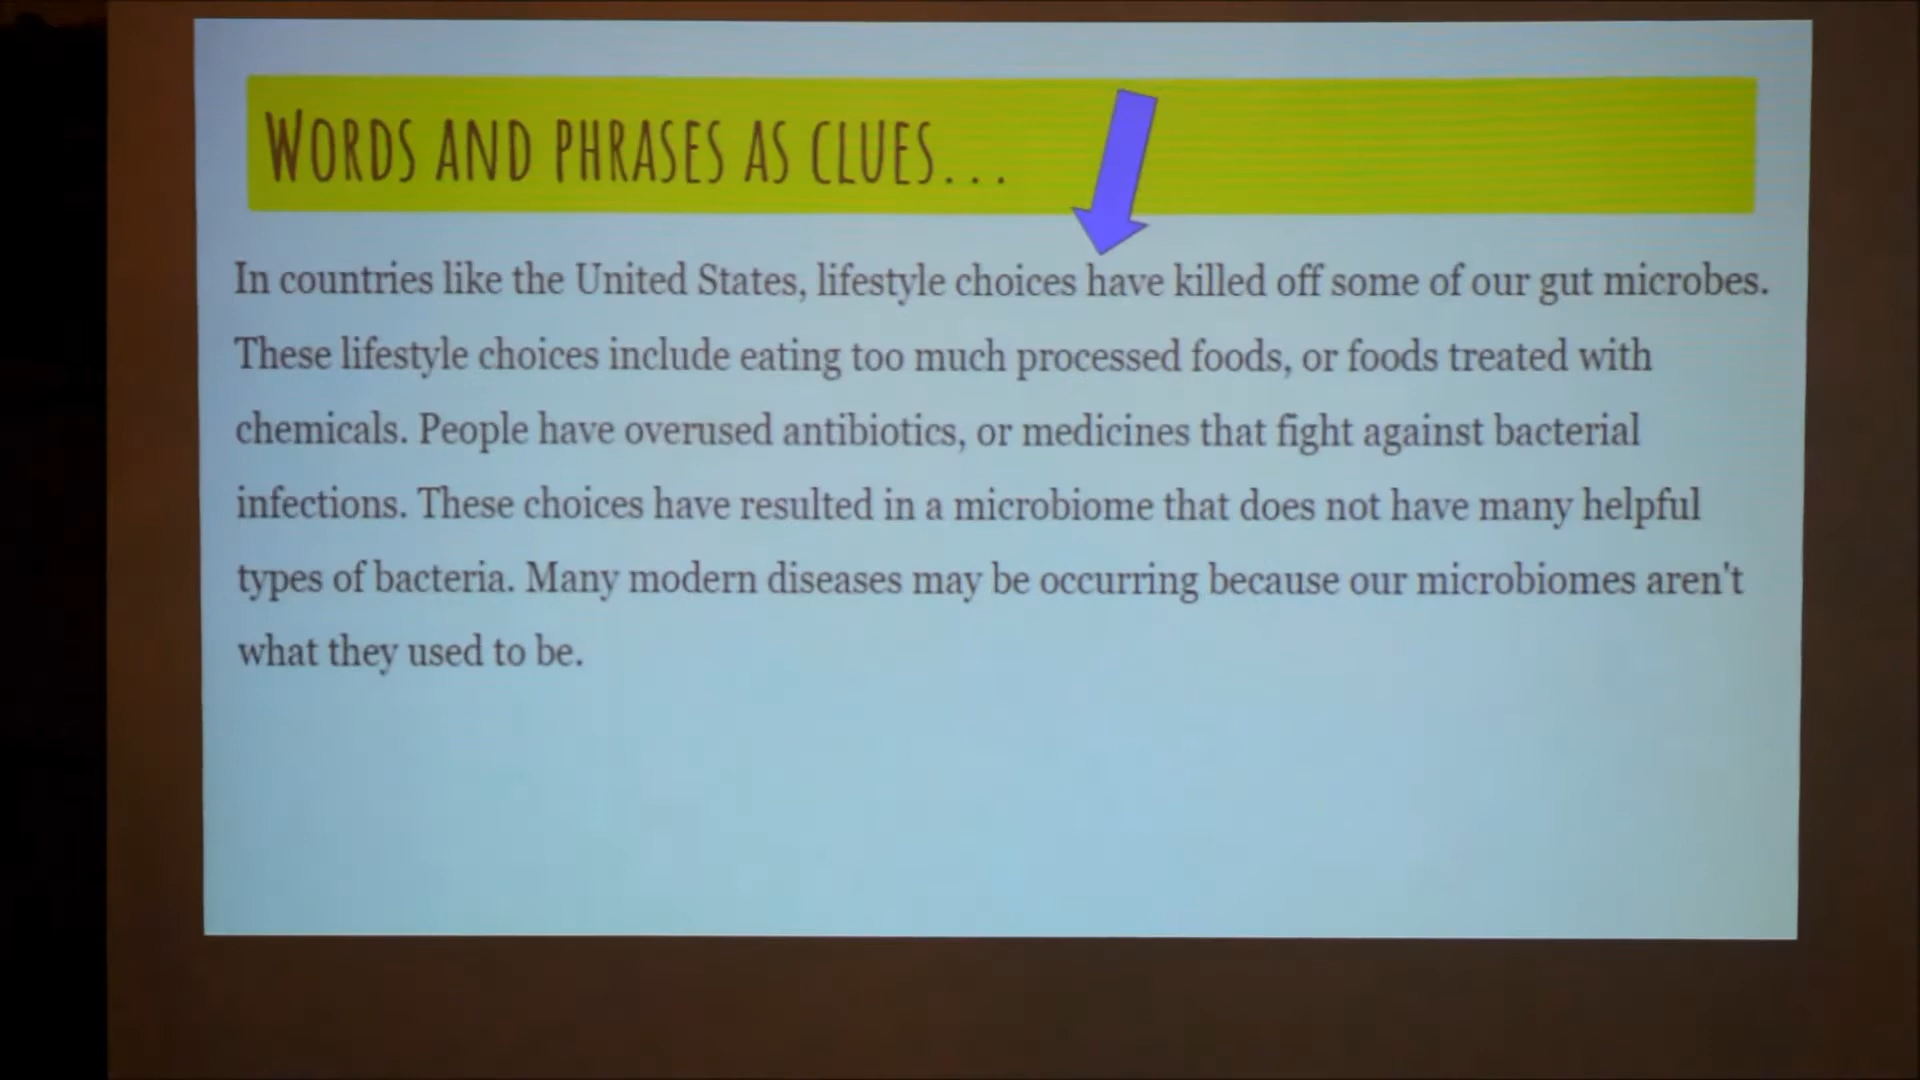 WORDS AND PHRASES AS CLUES...
In countries like the United States, lifestyle choices have killed off some of our gut microbes.
These lifestyle choices include eating too much processed foods, or foods treated with
chemicals. People have overused antibiotics, or medicines that fight against bacterial
infections. These choices have resulted in a microbiome that does not have many helpful
types of bacteria. Many modern diseases may be occurring because our microbiomes aren't
what they used to be.